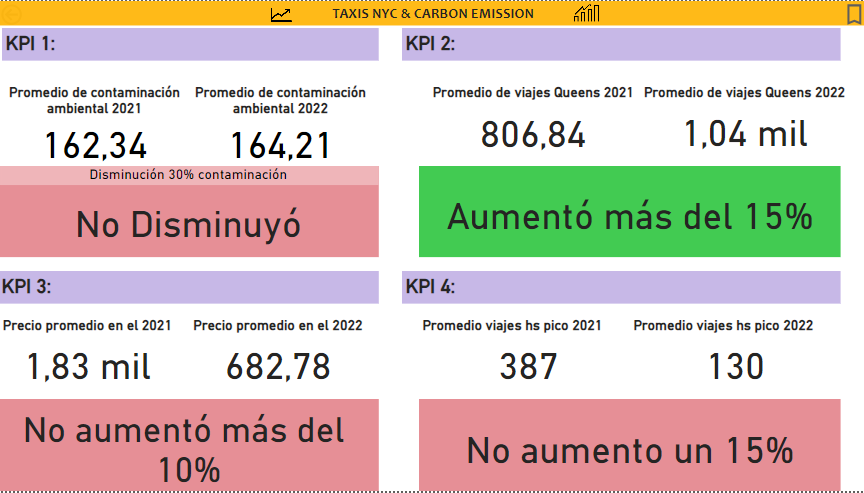 TAXIS NYC & CARBON EMISSION
KPI 1:
Promedio de contaminación
ambiental 2021
162,34
Promedio de contaminación
ambiental 2022
164,21
Disminución 30% contaminación
No Disminuyó
KPI 2:
Promedio de viajes Queens 2021
806,84
Promedio de viajes Queens 2022
1,04 mil
Aumentó más del 15%
KPI 3:
Precio promedio en el 2021
1,83 mil
Precio promedio en el 2022
682,78
No aumentó más del
10%
KPI 4:
Promedio viajes hs pico 2021
387
Promedio viajes hs pico 2022
130
No aumento un 15%